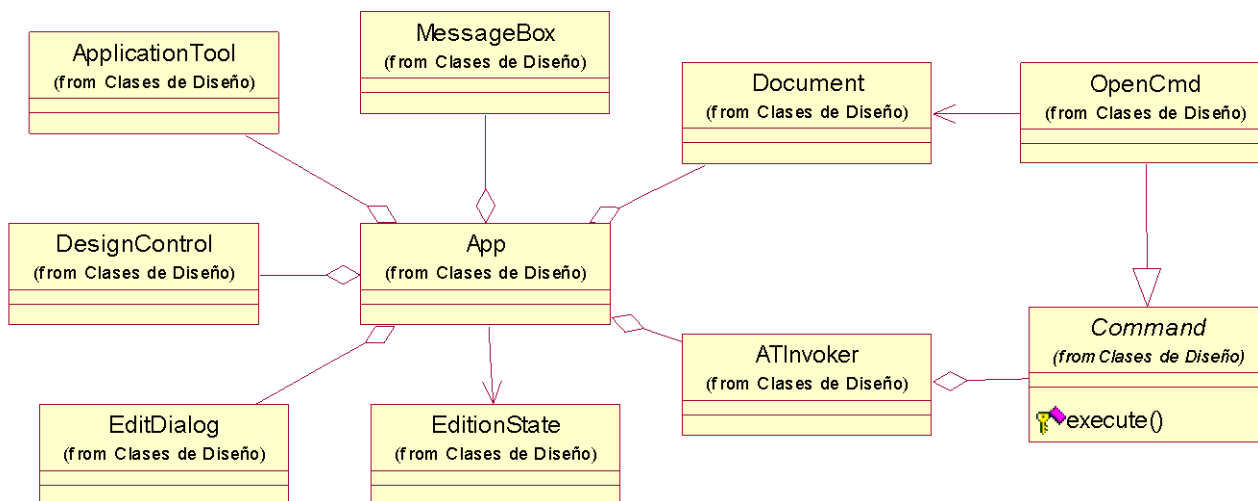 ApplicationTool
(from Clases de Diseño)
MessageBox
(from Clases de Diseño)
Document
(from Clases de Diseño)
OpenCmd
(from Clases de Diseño)
DesignControl
(from Clases de Diseño)
App
(from Clases de Diseño)
ATInvoker
(from Clases de Diseño)
Command
(from Clases de Diseño)
execute()
EditDialog
(from Clases de Diseño)
EditionState
(from Clases de Diseño)